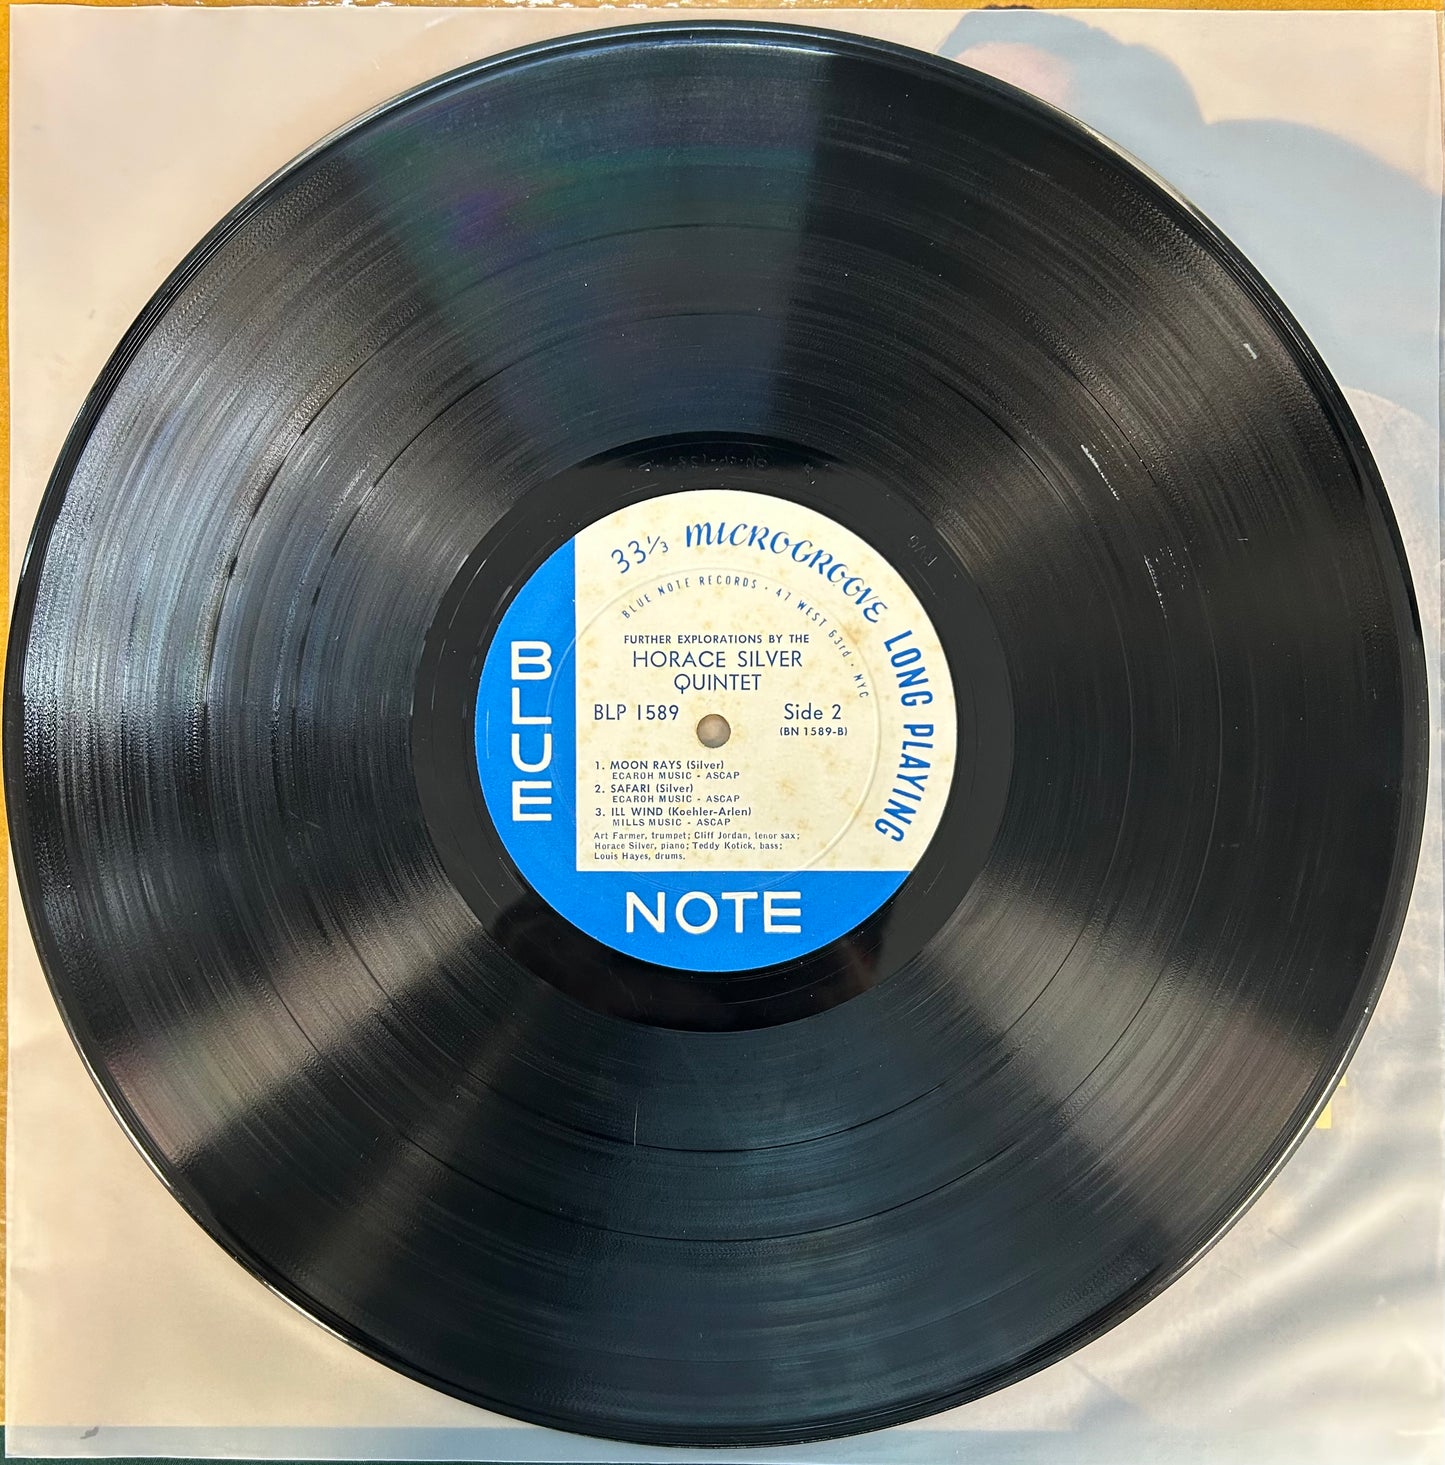 33⅓ MICROGROOVE LONG PLAYING
BLUE NOTE RECORDS · 47 WEST 63rd · NYC
FURTHER EXPLORATIONS BY THE
HORACE SILVER
QUINTET
BLP 1589 Side 2
(BN 1589-B)
1. MOON RAYS (Silver)
ECAROH MUSIC - ASCAP
2. SAFARI (Silver)
ECAROH MUSIC - ASCAP
3. ILL WIND (Koehler-Arlen)
MILLS MUSIC - ASCAP
Art Farmer, trumpet; Cliff Jordan, tenor sax;
Horace Silver, piano; Teddy Kotick, bass;
Louis Hayes, drums.
BLUE
NOTE